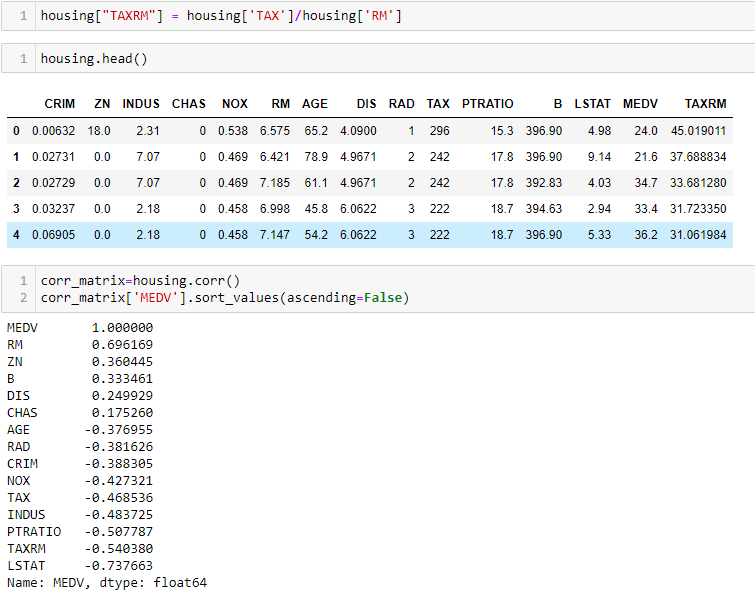 1 housing["TAXRM"] = housing['TAX']/housing['RM']
1 housing.head()
CRIM ZN INDUS CHAS NOX RM AGE DIS RAD TAX PTRATIO B LSTAT MEDV TAXRM
0 0.00632 18.0 2.31 0 0.538 6.575 65.2 4.0900 1 296 15.3 396.90 4.98 24.0 45.019011
1 0.02731 0.0 7.07 0 0.469 6.421 78.9 4.9671 2 242 17.8 396.90 9.14 21.6 37.688834
2 0.02729 0.0 7.07 0 0.469 7.185 61.1 4.9671 2 242 17.8 392.83 4.03 34.7 33.681280
3 0.03237 0.0 2.18 0 0.458 6.998 45.8 6.0622 3 222 18.7 394.63 2.94 33.4 31.723350
4 0.06905 0.0 2.18 0 0.458 7.147 54.2 6.0622 3 222 18.7 396.90 5.33 36.2 31.061984
1 corr_matrix=housing.corr()
2 corr_matrix['MEDV'].sort_values(ascending=False)
MEDV 1.000000
RM 0.696169
ZN 0.360445
B 0.333461
DIS 0.249929
CHAS 0.175260
AGE -0.376955
RAD -0.381626
CRIM -0.388305
NOX -0.427321
TAX -0.468536
INDUS -0.483725
PTRATIO -0.507787
TAXRM -0.540380
LSTAT -0.737663
Name: MEDV, dtype: float64